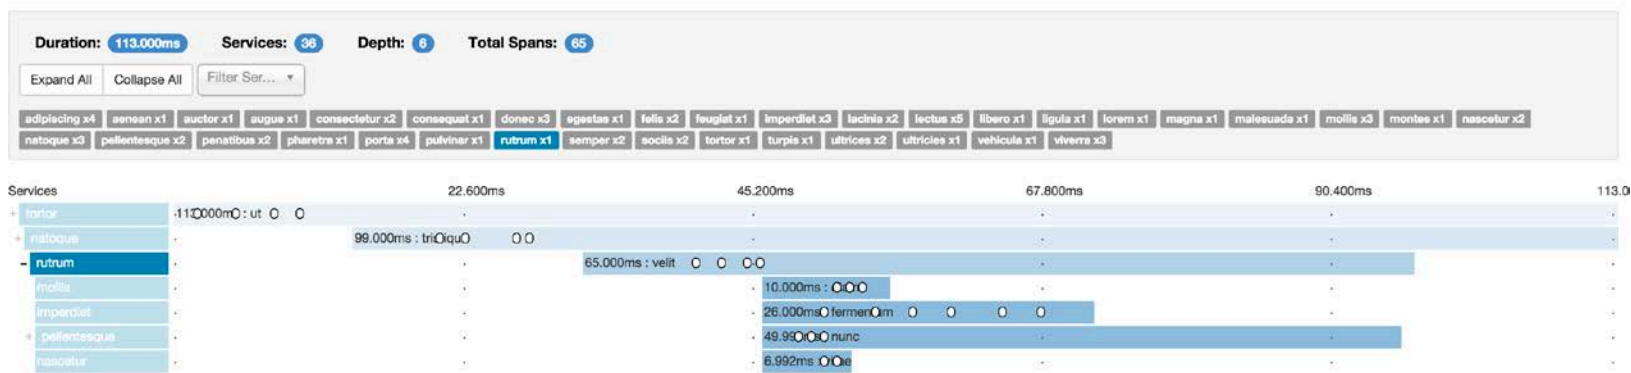 Duration: 113.000ms Services: 36 Depth: 6 Total Spans: 65
Expand All Collapse All Filter Ser...
adipiscing x4 aenean x1 auctor x1 augue x1 consectetur x2 consequat x1 donec x3 egestas x1 felis x2 feugiat x1 imperdiet x3 lacinia x2 lectus x5 libero x1 ligula x1 lorem x1 magna x1 malesuada x1 mollis x3 montes x1 nascetur x2
natoque x3 pellentesque x2 penatibus x2 pharetra x1 porta x4 pulvinar x1 rutrum x1 semper x2 sociis x2 tortor x1 turpis x1 ultrices x2 ultricies x1 vehicula x1 viverra x3
Services 22.600ms 45.200ms 67.800ms 90.400ms 113.0
+ tortor : ut
+ natoque 99.000ms :
- rutrum 65.000ms : velit
mollis 10.000ms :
imperdiet 26.000ms fermentum
+ pellentesque nunc
nascetur 6.992ms